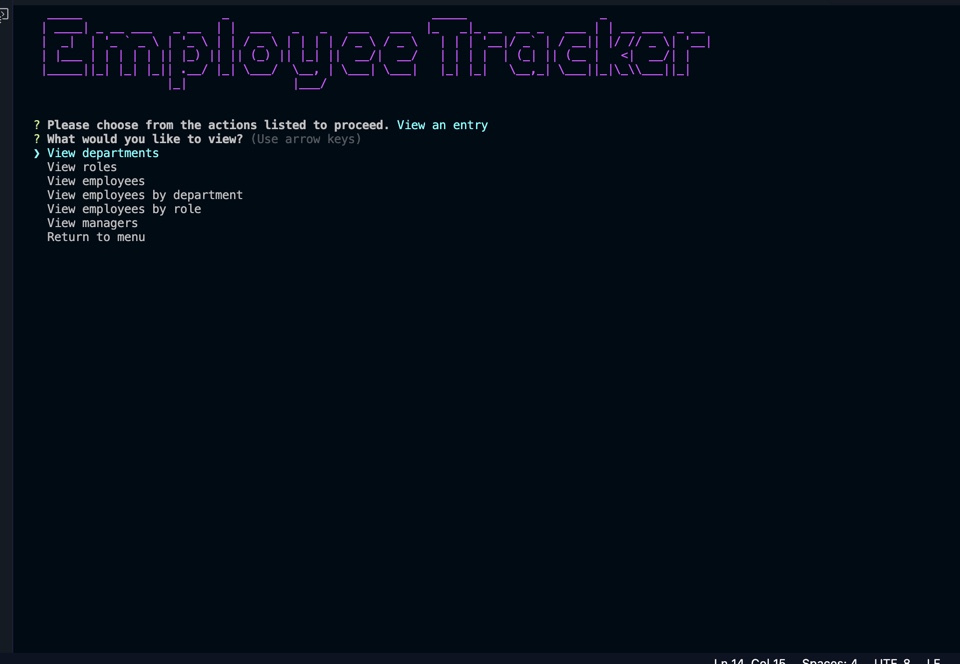 Employee Tracker
? Please choose from the actions listed to proceed. View an entry
? What would you like to view? (Use arrow keys)
❯ View departments
View roles
View employees
View employees by department
View employees by role
View managers
Return to menu
Ln 14, Col 15 Spaces: 4 UTF-8 LF